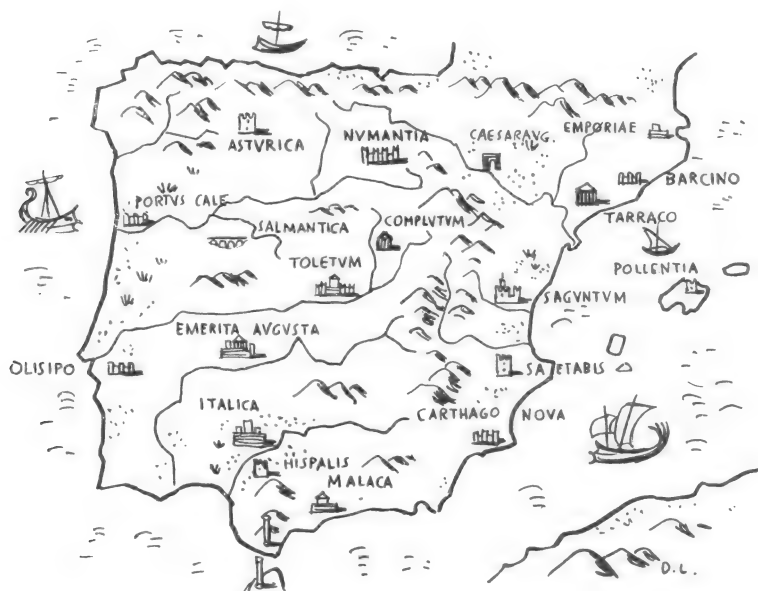 EMPORIAE
NVMANTIA
CAESARAVG.
ASTVRICA
BARCINO
PORTVS CALE
TARRACO
SALMANTICA
COMPLVTVM
POLLENTIA
TOLETVM
SAGVNTVM
EMERITA AVGVSTA
OLISIPO
SAETABIS
ITALICA
CARTHAGO NOVA
HISPALIS
MALACA
D.L.